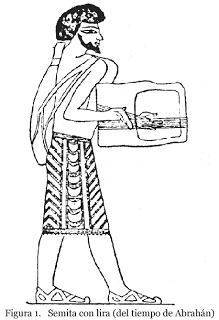 Figura 1. Semita con lira (del tiempo de Abrahán)